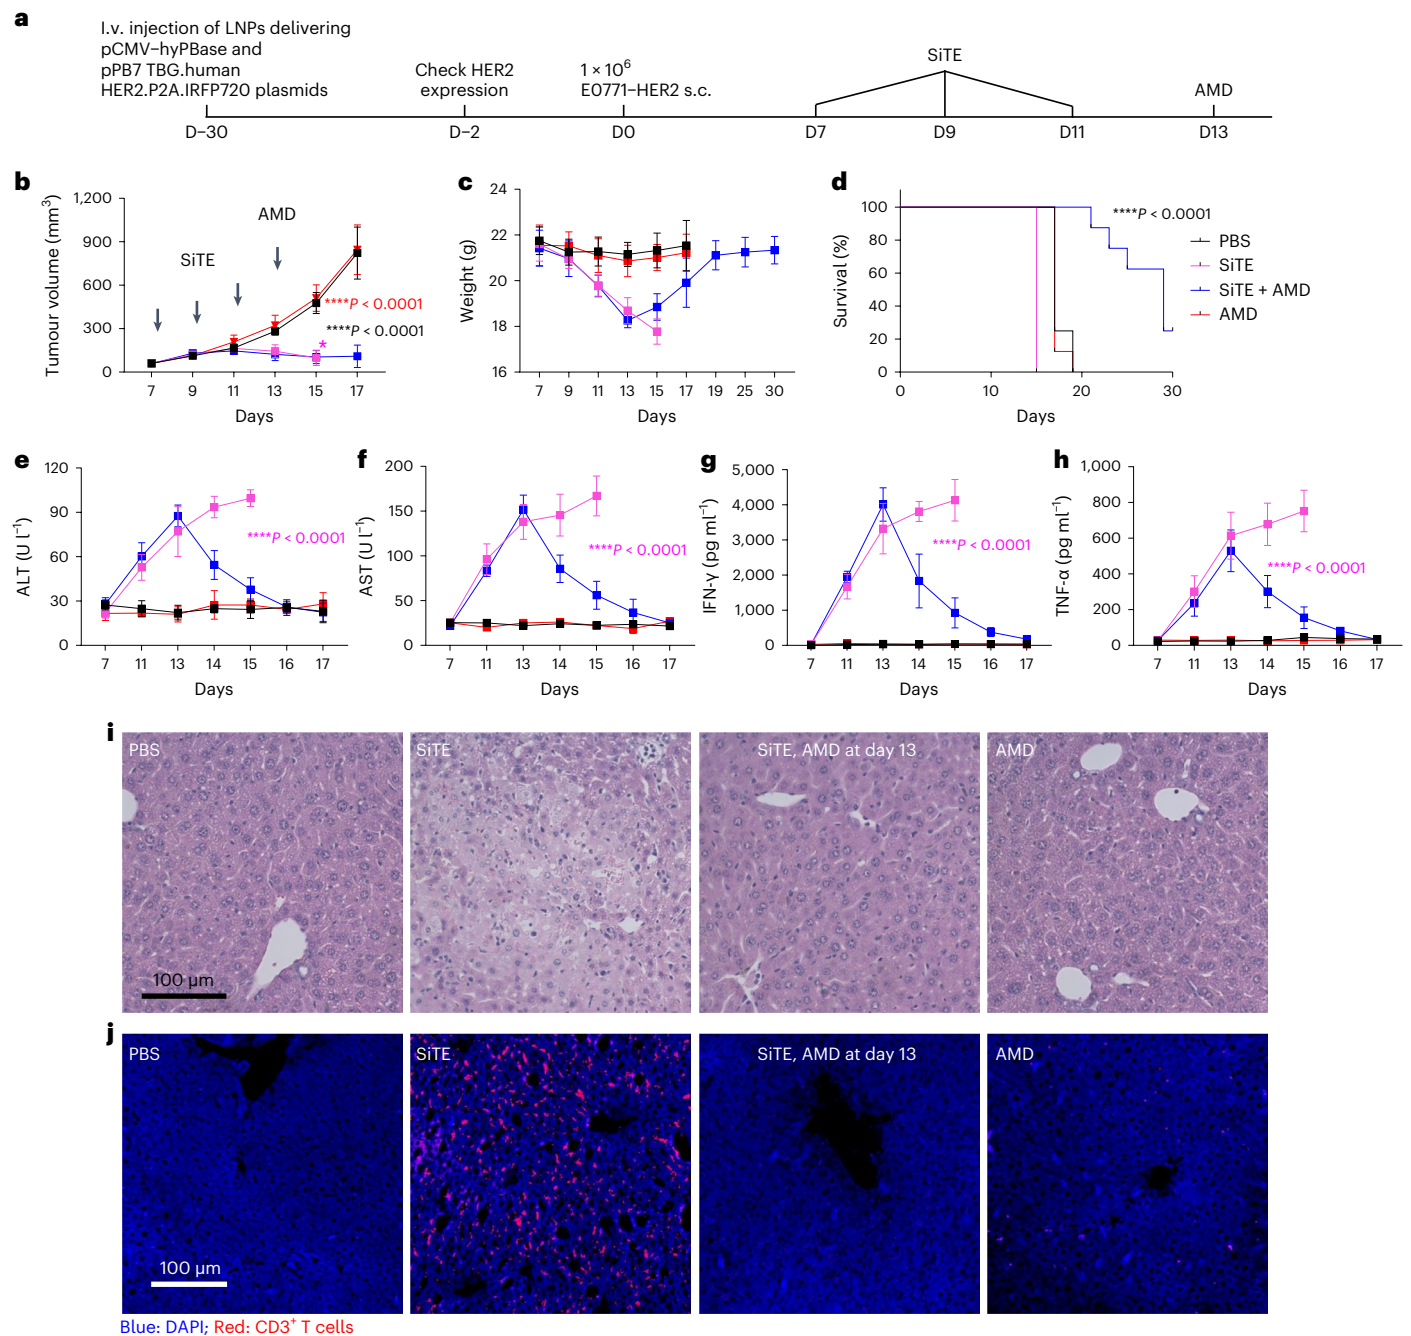 a
I.v. injection of LNPs delivering
pCMV–hyPBase and
pPB7 TBG.human
HER2.P2A.IRFP720 plasmids
Check HER2
expression
1 × 10⁶
E0771–HER2 s.c.
SiTE
AMD
D–30
D–2
D0
D7
D9
D11
D13
b
Tumour volume (mm³)
1,200
900
600
300
0
SiTE
AMD
****P < 0.0001
****P < 0.0001
*
7 9 11 13 15 17
Days
c
Weight (g)
24
22
20
18
16
7 9 11 13 15 17 19 25 30
Days
d
Survival (%)
100
80
60
40
20
0
0 10 20 30
Days
****P < 0.0001
PBS
SiTE
SiTE + AMD
AMD
e
ALT (U l⁻¹)
120
90
60
30
0
****P < 0.0001
7 11 13 14 15 16 17
Days
f
AST (U l⁻¹)
200
150
100
50
0
****P < 0.0001
7 11 13 14 15 16 17
Days
g
IFN-γ (pg ml⁻¹)
5,000
4,000
3,000
2,000
1,000
0
****P < 0.0001
7 11 13 14 15 16 17
Days
h
TNF-α (pg ml⁻¹)
1,000
800
600
400
200
0
****P < 0.0001
7 11 13 14 15 16 17
Days
i
PBS
SiTE
SiTE, AMD at day 13
AMD
100 µm
j
PBS
SiTE
SiTE, AMD at day 13
AMD
100 µm
Blue: DAPI; Red: CD3⁺ T cells